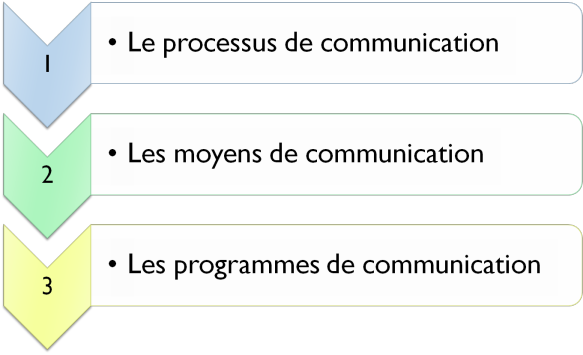 1
• Le processus de communication
2
• Les moyens de communication
3
• Les programmes de communication